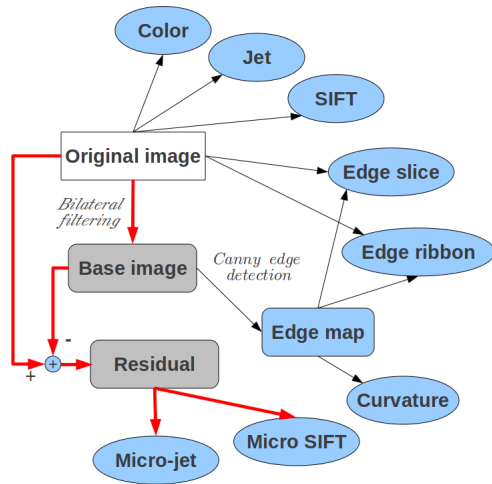 Color
Jet
SIFT
Original image
Edge slice
Bilateral
filtering
Edge ribbon
Base image
Canny edge
detection
-
Edge map
+
+
Residual
Curvature
Micro SIFT
Micro-jet